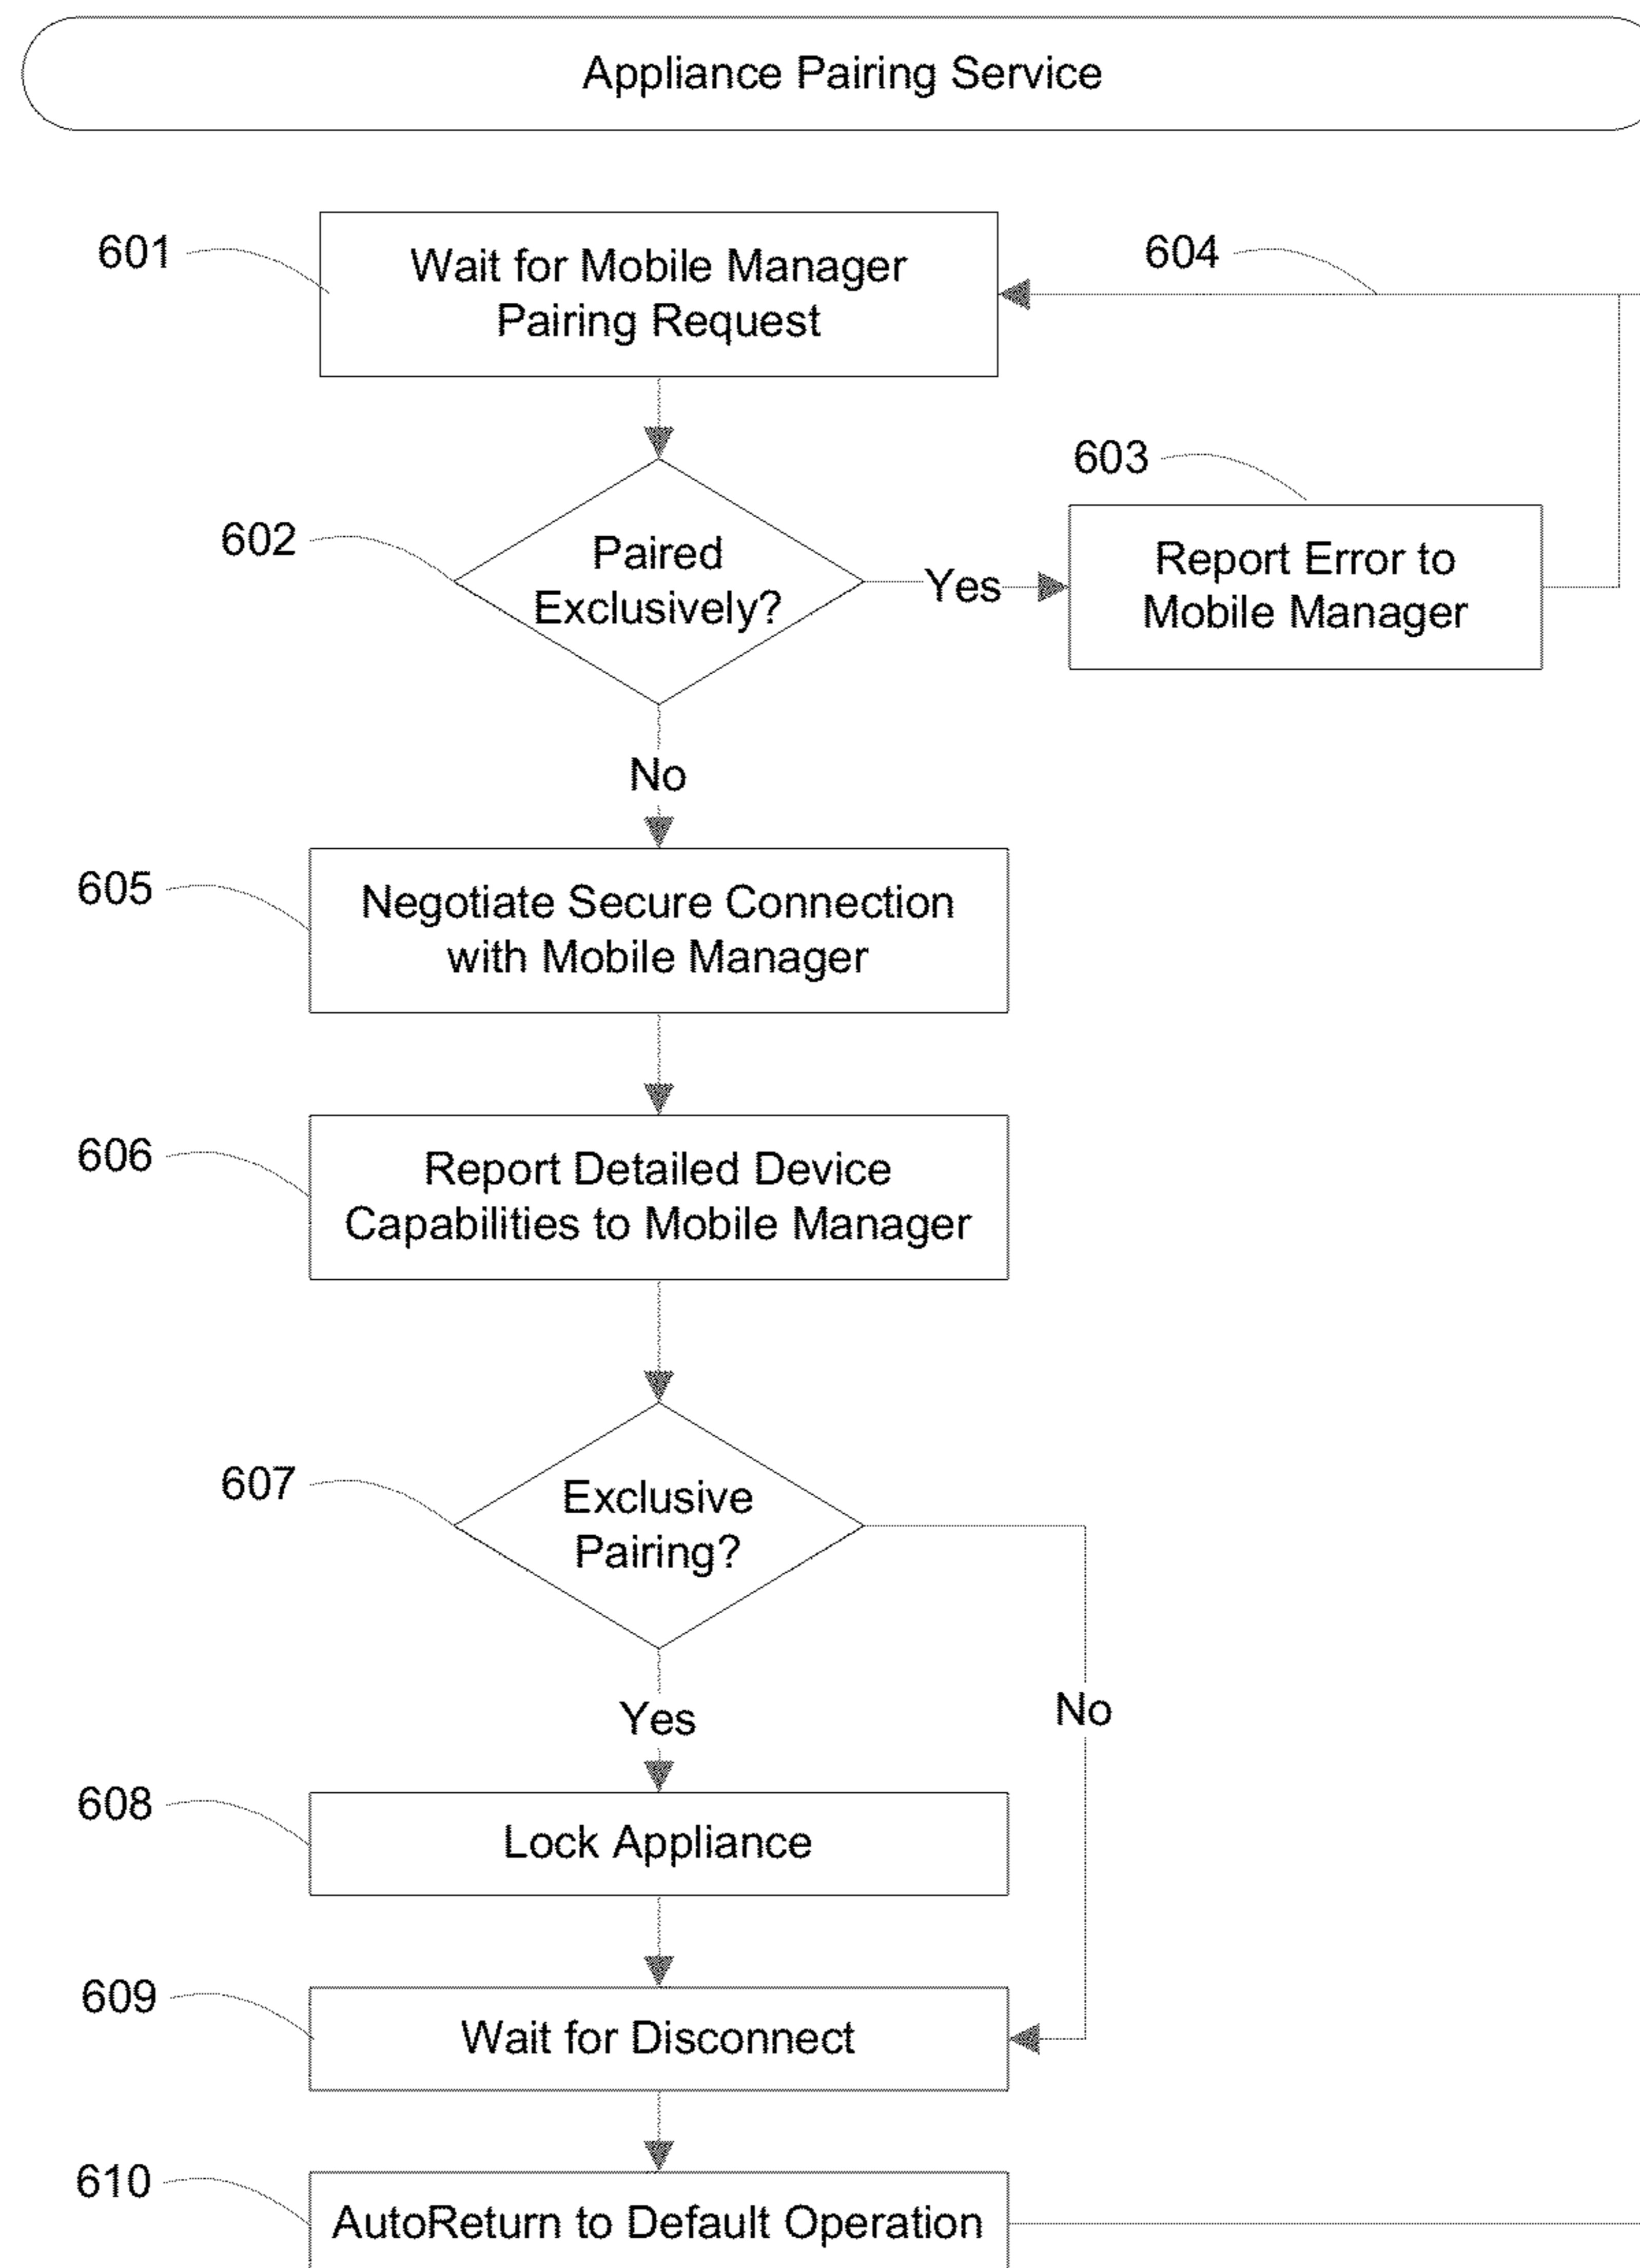 Appliance Pairing Service
601
Wait for Mobile Manager
Pairing Request
604
602
Paired
Exclusively?
Yes
603
Report Error to
Mobile Manager
No
605
Negotiate Secure Connection
with Mobile Manager
606
Report Detailed Device
Capabilities to Mobile Manager
607
Exclusive
Pairing?
Yes
No
608
Lock Appliance
609
Wait for Disconnect
610
AutoReturn to Default Operation